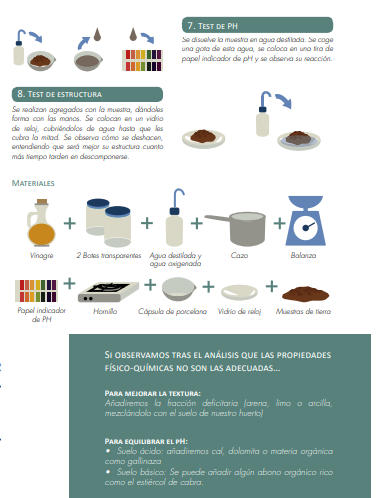 7. Test de pH
Se disuelve la muestra en agua destilada. Se coge
una gota de esta agua, se coloca en una tira de
papel indicador de pH y se observa su reacción.
8. Test de estructura
Se realizan agregados con la muestra, dándoles
forma con las manos. Se colocan en un vidrio
de reloj, cubriéndolos de agua hasta que les
cubra la mitad. Se observa cómo se deshacen,
entendiendo que será mejor su estructura cuanto
más tiempo tarden en descomponerse.
Materiales
Vinagre
2 Botes transparentes
Agua destilada y
agua oxigenada
Cazo
Balanza
Papel indicador
de PH
Hornillo
Cápsula de porcelana
Vidrio de reloj
Muestras de tierra
Si observamos tras el análisis que las propiedades
físico-químicas no son las adecuadas...
Para mejorar la textura:
Añadiremos la fracción deficitaria (arena, limo o arcilla,
mezclándolo con el suelo de nuestro huerto)
Para equilibrar el pH:
• Suelo ácido: añadiremos cal, dolomita o materia orgánica
como gallinaza
• Suelo básico: Se puede añadir algún abono orgánico rico
como el estiércol de cabra.